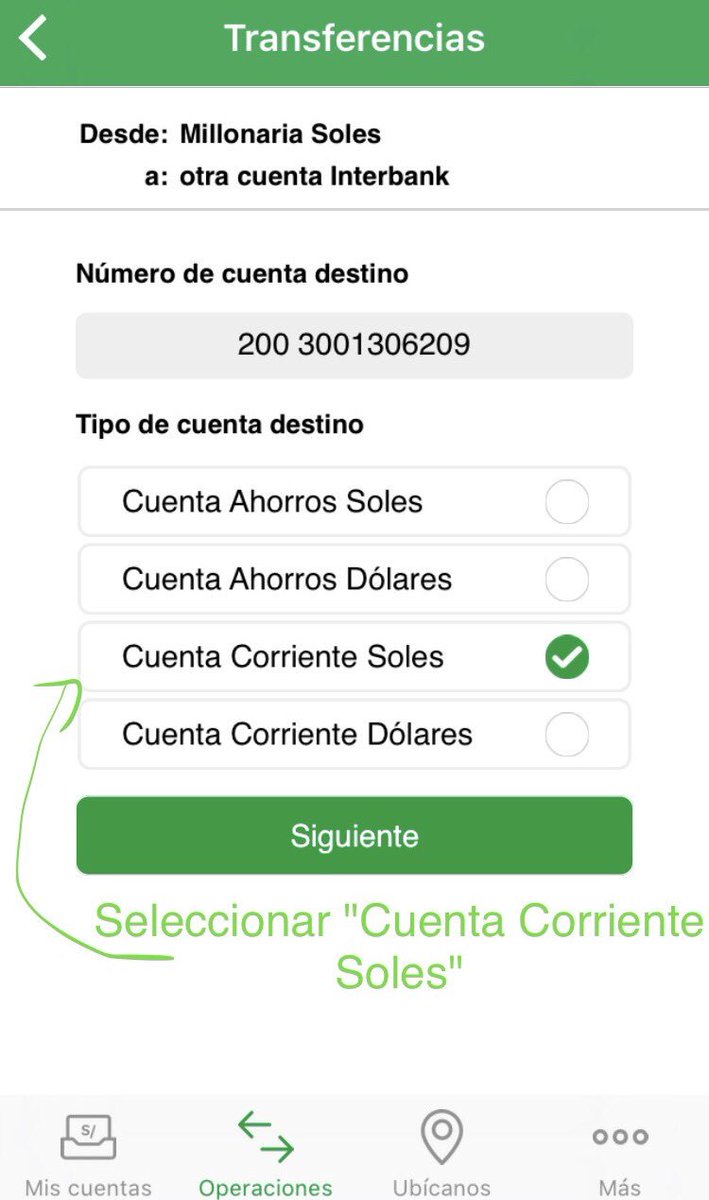 Transferencias
Desde: Millonaria Soles
a: otra cuenta Interbank
Número de cuenta destino
200 3001306209
Tipo de cuenta destino
Cuenta Ahorros Soles
Cuenta Ahorros Dólares
Cuenta Corriente Soles
Cuenta Corriente Dólares
Siguiente
Seleccionar "Cuenta Corriente
Soles"
S/
Mis cuentas Operaciones Ubícanos Más